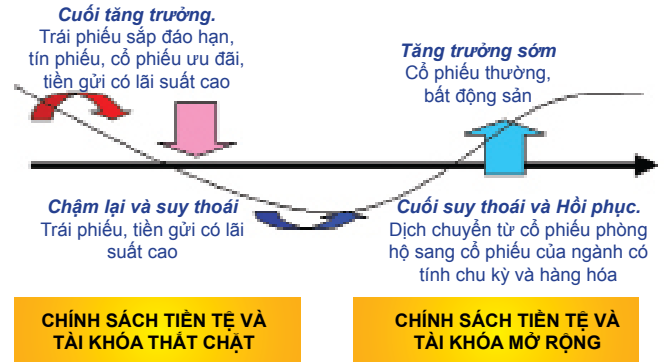 Cuối tăng trưởng.
Trái phiếu sắp đáo hạn,
tín phiếu, cổ phiếu ưu đãi,
tiền gửi có lãi suất cao
Tăng trưởng sớm
Cổ phiếu thường,
bất động sản
Chậm lại và suy thoái
Trái phiếu, tiền gửi có lãi
suất cao
Cuối suy thoái và Hồi phục.
Dịch chuyển từ cổ phiếu phòng
hộ sang cổ phiếu của ngành có
tính chu kỳ và hàng hóa
CHÍNH SÁCH TIỀN TỆ VÀ
TÀI KHÓA THẮT CHẶT
CHÍNH SÁCH TIỀN TỆ VÀ
TÀI KHÓA MỞ RỘNG